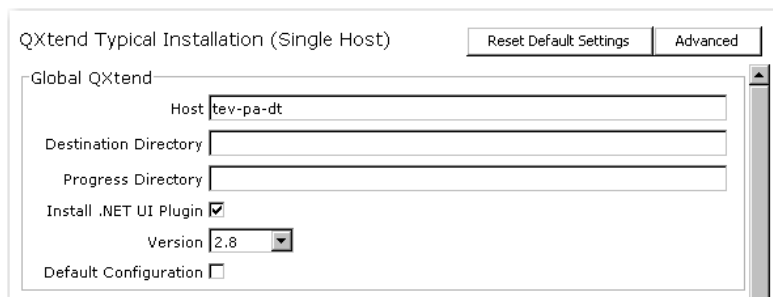 QXtend Typical Installation (Single Host)
Reset Default Settings
Advanced
Global QXtend
Host tev-pa-dt
Destination Directory
Progress Directory
Install .NET UI Plugin
Version 2.8
Default Configuration